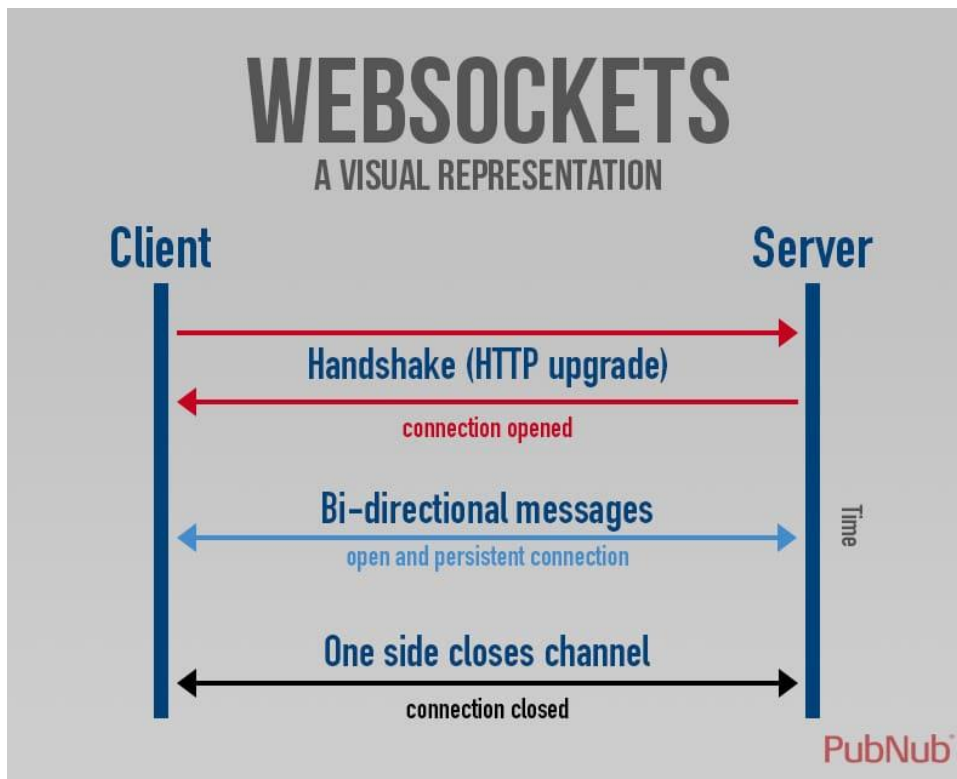 WEBSOCKETS
A VISUAL REPRESENTATION
Client
Server
Handshake (HTTP upgrade)
connection opened
Bi-directional messages
open and persistent connection
Time
One side closes channel
connection closed
PubNub